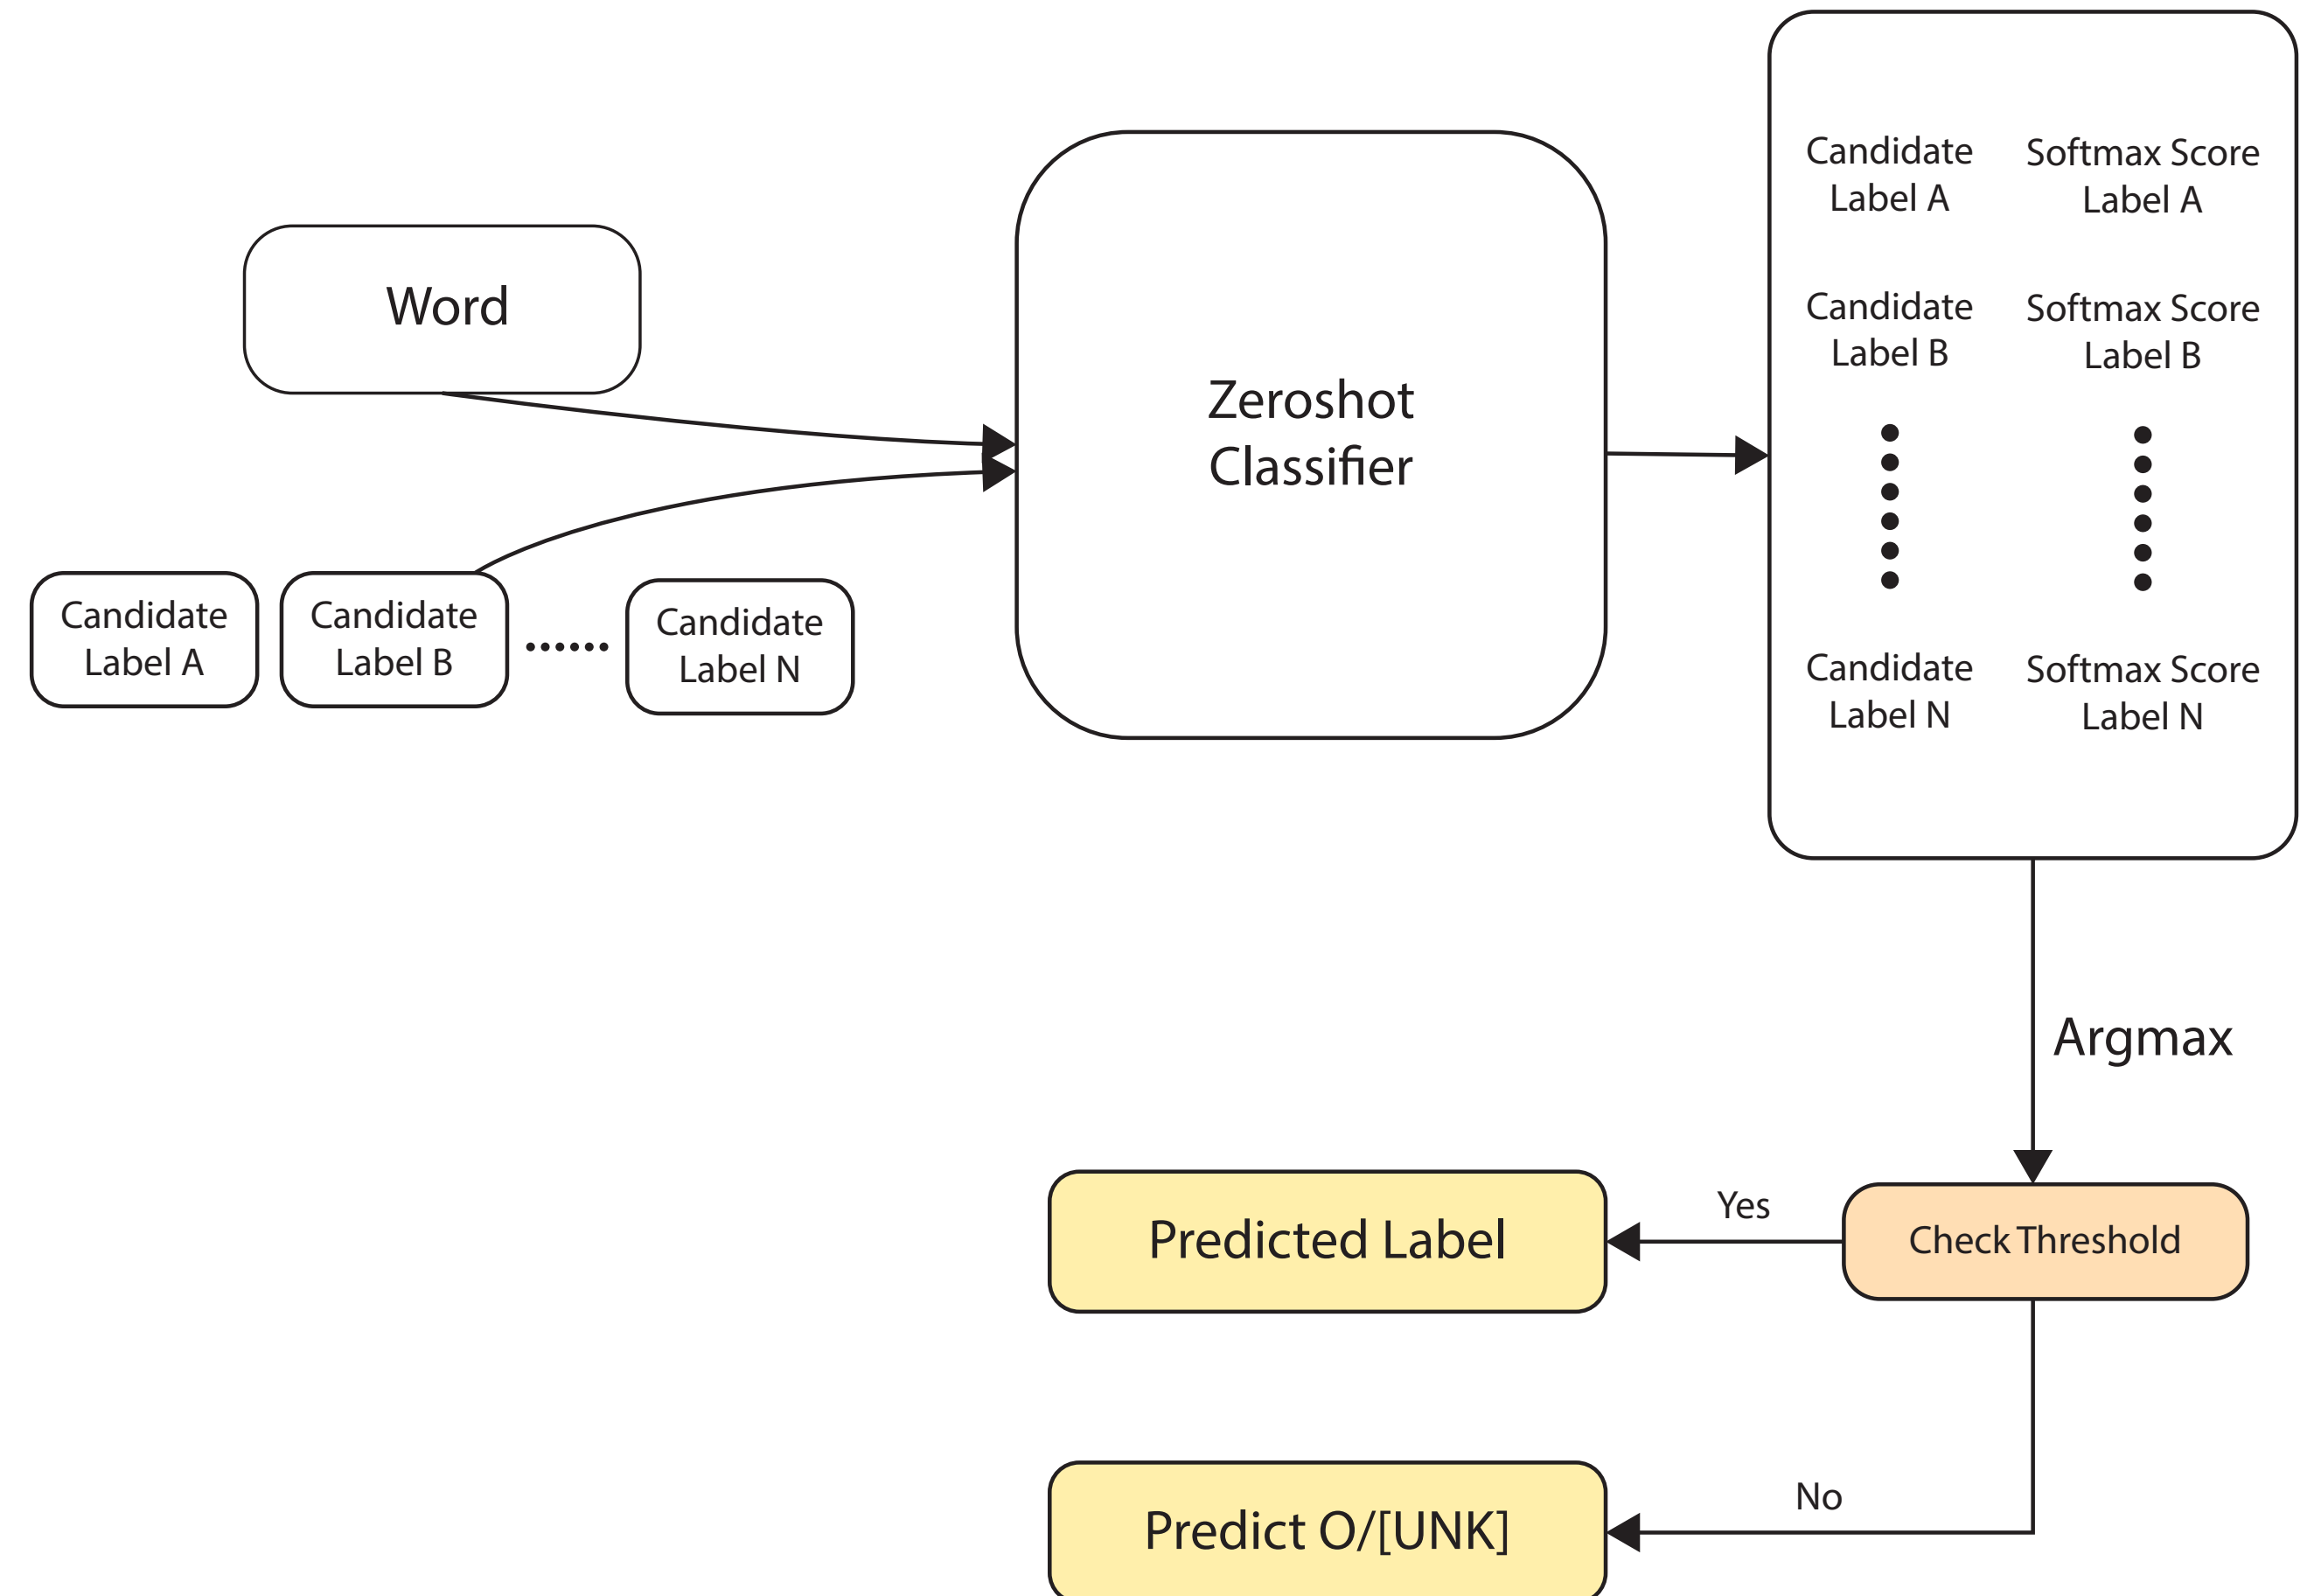 Word
Candidate
Label A
Candidate
Label B
Candidate
Label N
Zeroshot
Classifier
Candidate
Label A
Softmax Score
Label A
Candidate
Label B
Softmax Score
Label B
Candidate
Label N
Softmax Score
Label N
Argmax
Check Threshold
Yes
Predicted Label
No
Predict O/[UNK]